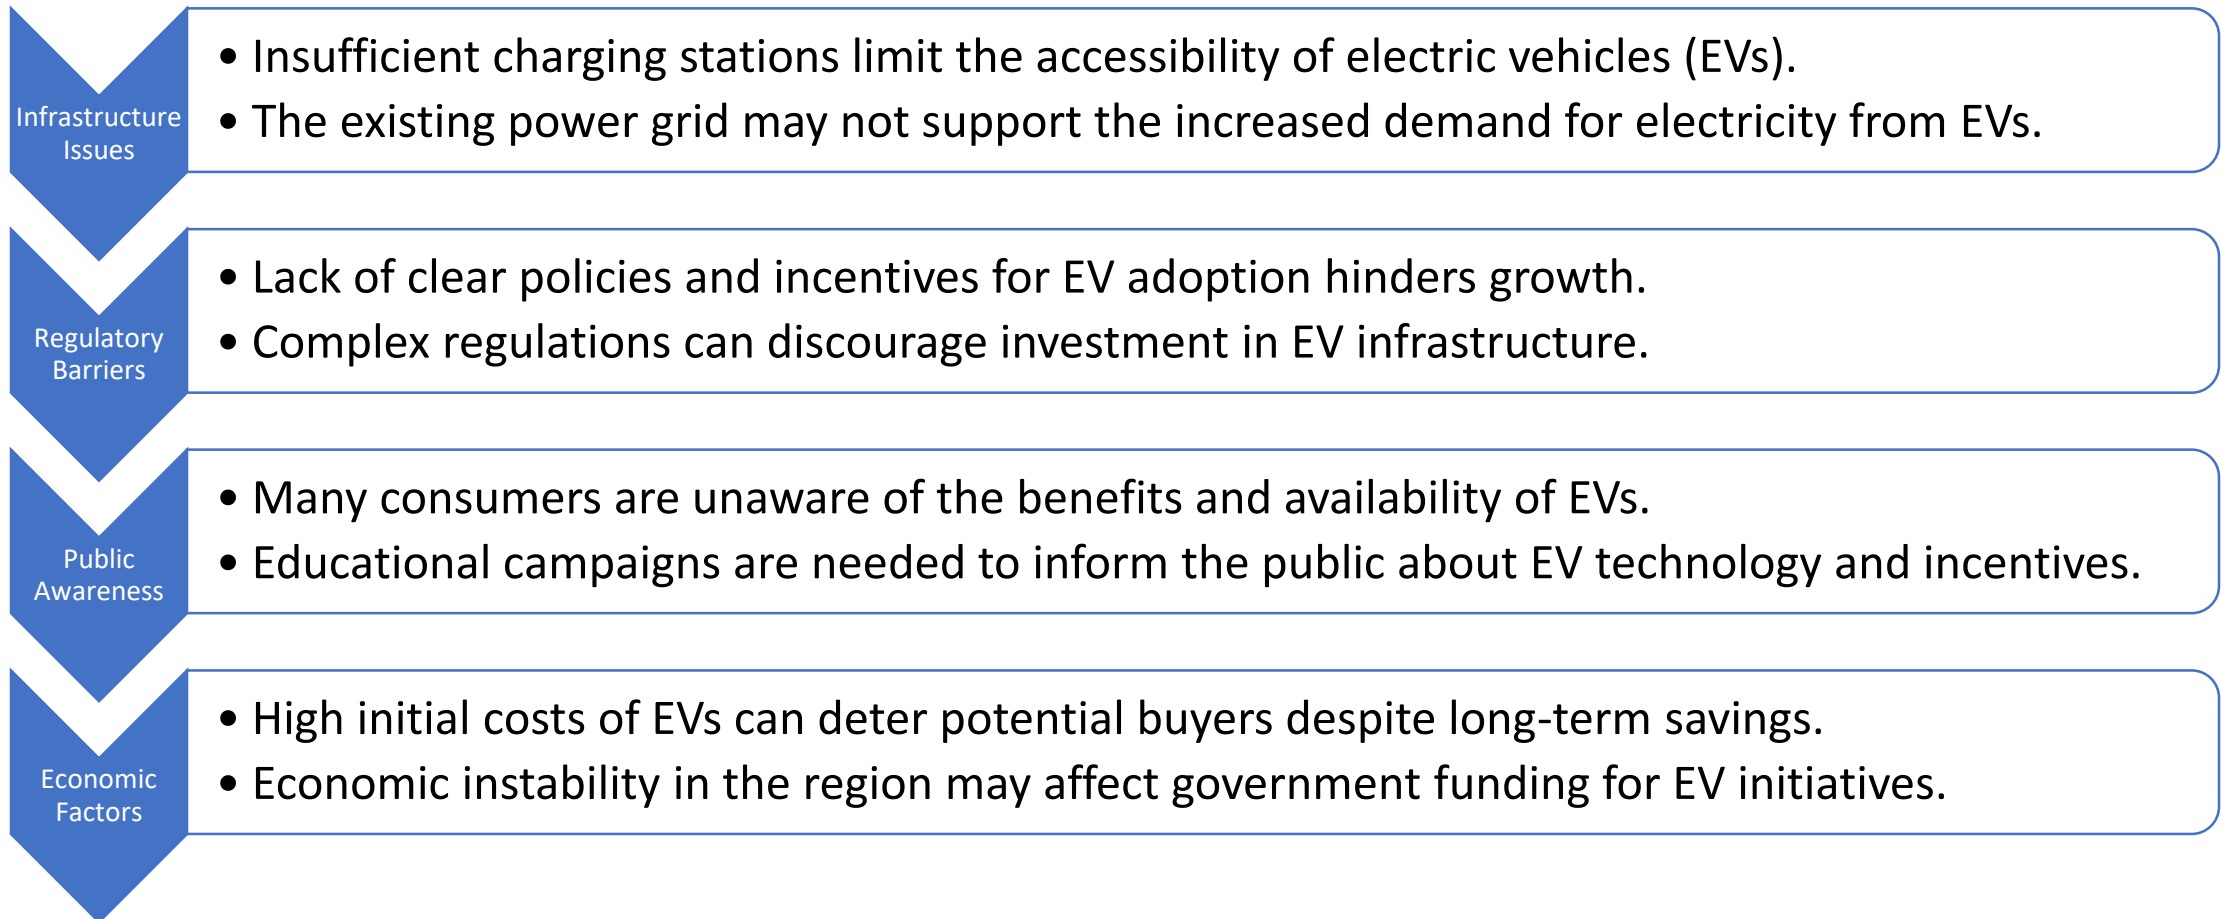 Infrastructure
Issues
• Insufficient charging stations limit the accessibility of electric vehicles (EVs).
• The existing power grid may not support the increased demand for electricity from EVs.
Regulatory
Barriers
• Lack of clear policies and incentives for EV adoption hinders growth.
• Complex regulations can discourage investment in EV infrastructure.
Public
Awareness
• Many consumers are unaware of the benefits and availability of EVs.
• Educational campaigns are needed to inform the public about EV technology and incentives.
Economic
Factors
• High initial costs of EVs can deter potential buyers despite long-term savings.
• Economic instability in the region may affect government funding for EV initiatives.